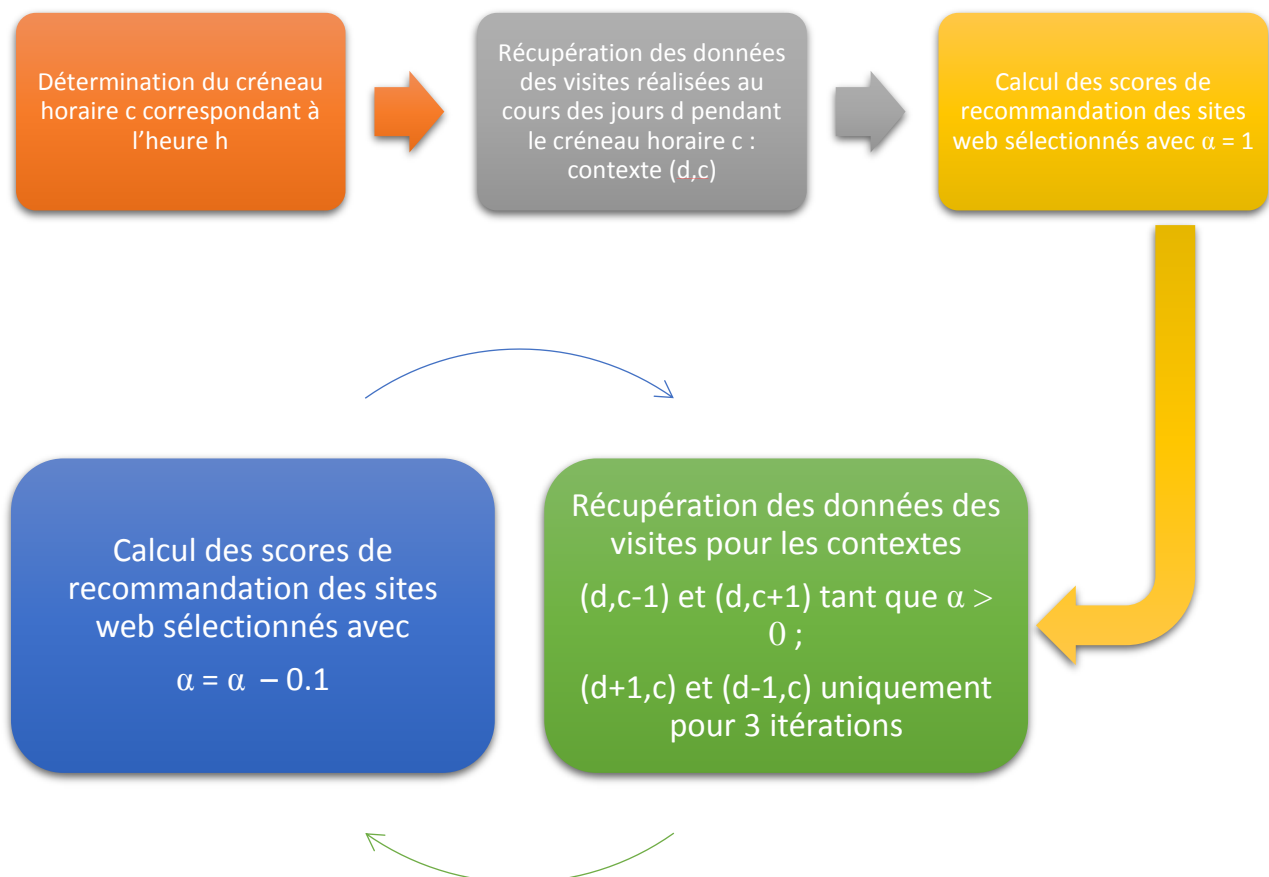 Détermination du créneau
horaire c correspondant à
l'heure h
Récupération des données
des visites réalisées au
cours des jours d pendant
le créneau horaire c :
contexte (d,c)
Calcul des scores de
recommandation des sites
web sélectionnés avec α = 1
Calcul des scores de
recommandation des sites
web sélectionnés avec
α = α – 0.1
Récupération des données des
visites pour les contextes
(d,c-1) et (d,c+1) tant que α >
0 ;
(d+1,c) et (d-1,c) uniquement
pour 3 itérations